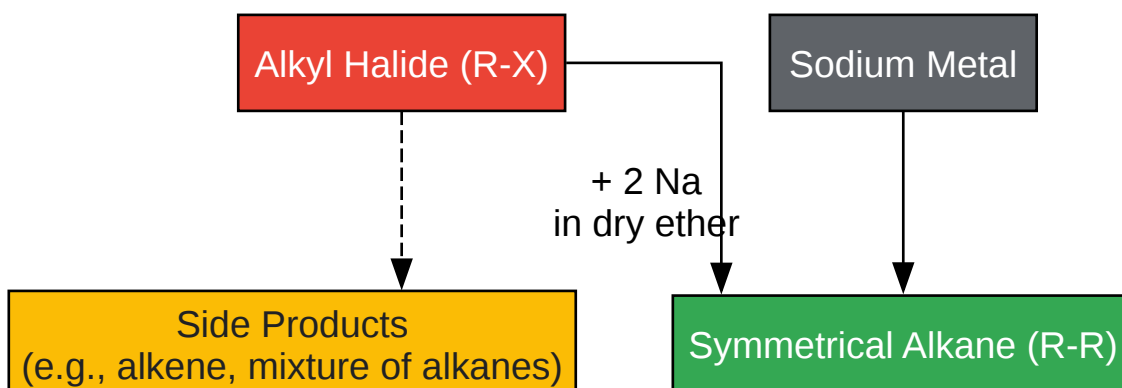 Alkyl Halide (R-X)
Sodium Metal
+ 2 Na
in dry ether
Side Products
(e.g., alkene, mixture of alkanes)
Symmetrical Alkane (R-R)